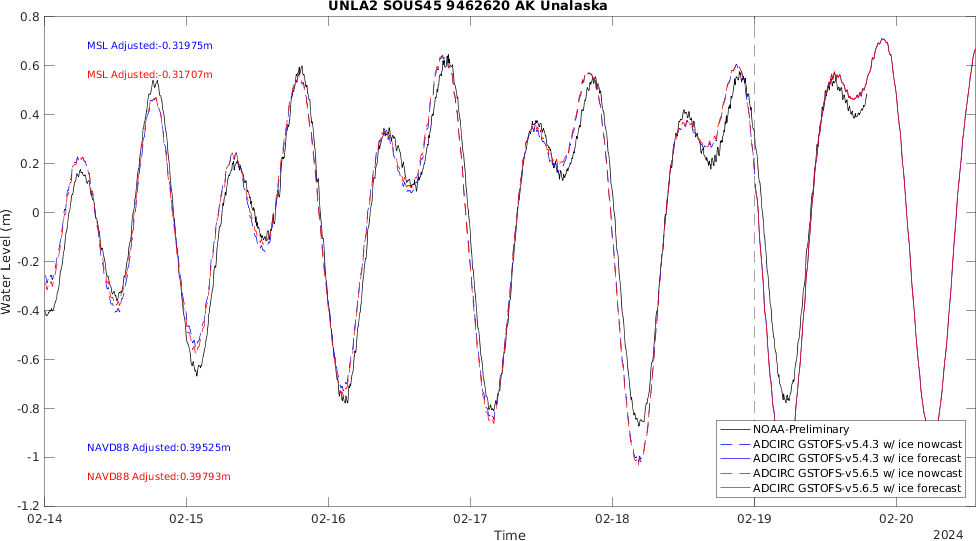 UNLA2 SOUS45 9462620 AK Unalaska
0.8
0.6
0.4
0.2
0
-0.2
-0.4
-0.6
-0.8
-1
-1.2
Water Level (m)
MSL Adjusted:-0.31975m
MSL Adjusted:-0.31707m
NAVD88 Adjusted:0.39525m
NAVD88 Adjusted:0.39793m
NOAA-Preliminary
ADCIRC GSTOFS-v5.4.3 w/ ice nowcast
ADCIRC GSTOFS-v5.4.3 w/ ice forecast
ADCIRC GSTOFS-v5.6.5 w/ ice nowcast
ADCIRC GSTOFS-v5.6.5 w/ ice forecast
02-14 02-15 02-16 02-17 02-18 02-19 02-20
Time
2024